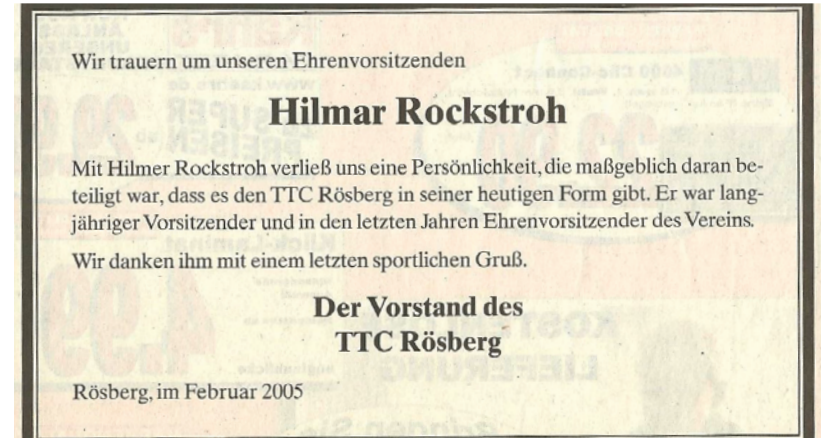 Wir trauern um unseren Ehrenvorsitzenden
Hilmar Rockstroh
Mit Hilmer Rockstroh verließ uns eine Persönlichkeit, die maßgeblich daran be-
teiligt war, dass es den TTC Rösberg in seiner heutigen Form gibt. Er war lang-
jähriger Vorsitzender und in den letzten Jahren Ehrenvorsitzender des Vereins.
Wir danken ihm mit einem letzten sportlichen Gruß.
Der Vorstand des
TTC Rösberg
Rösberg, im Februar 2005